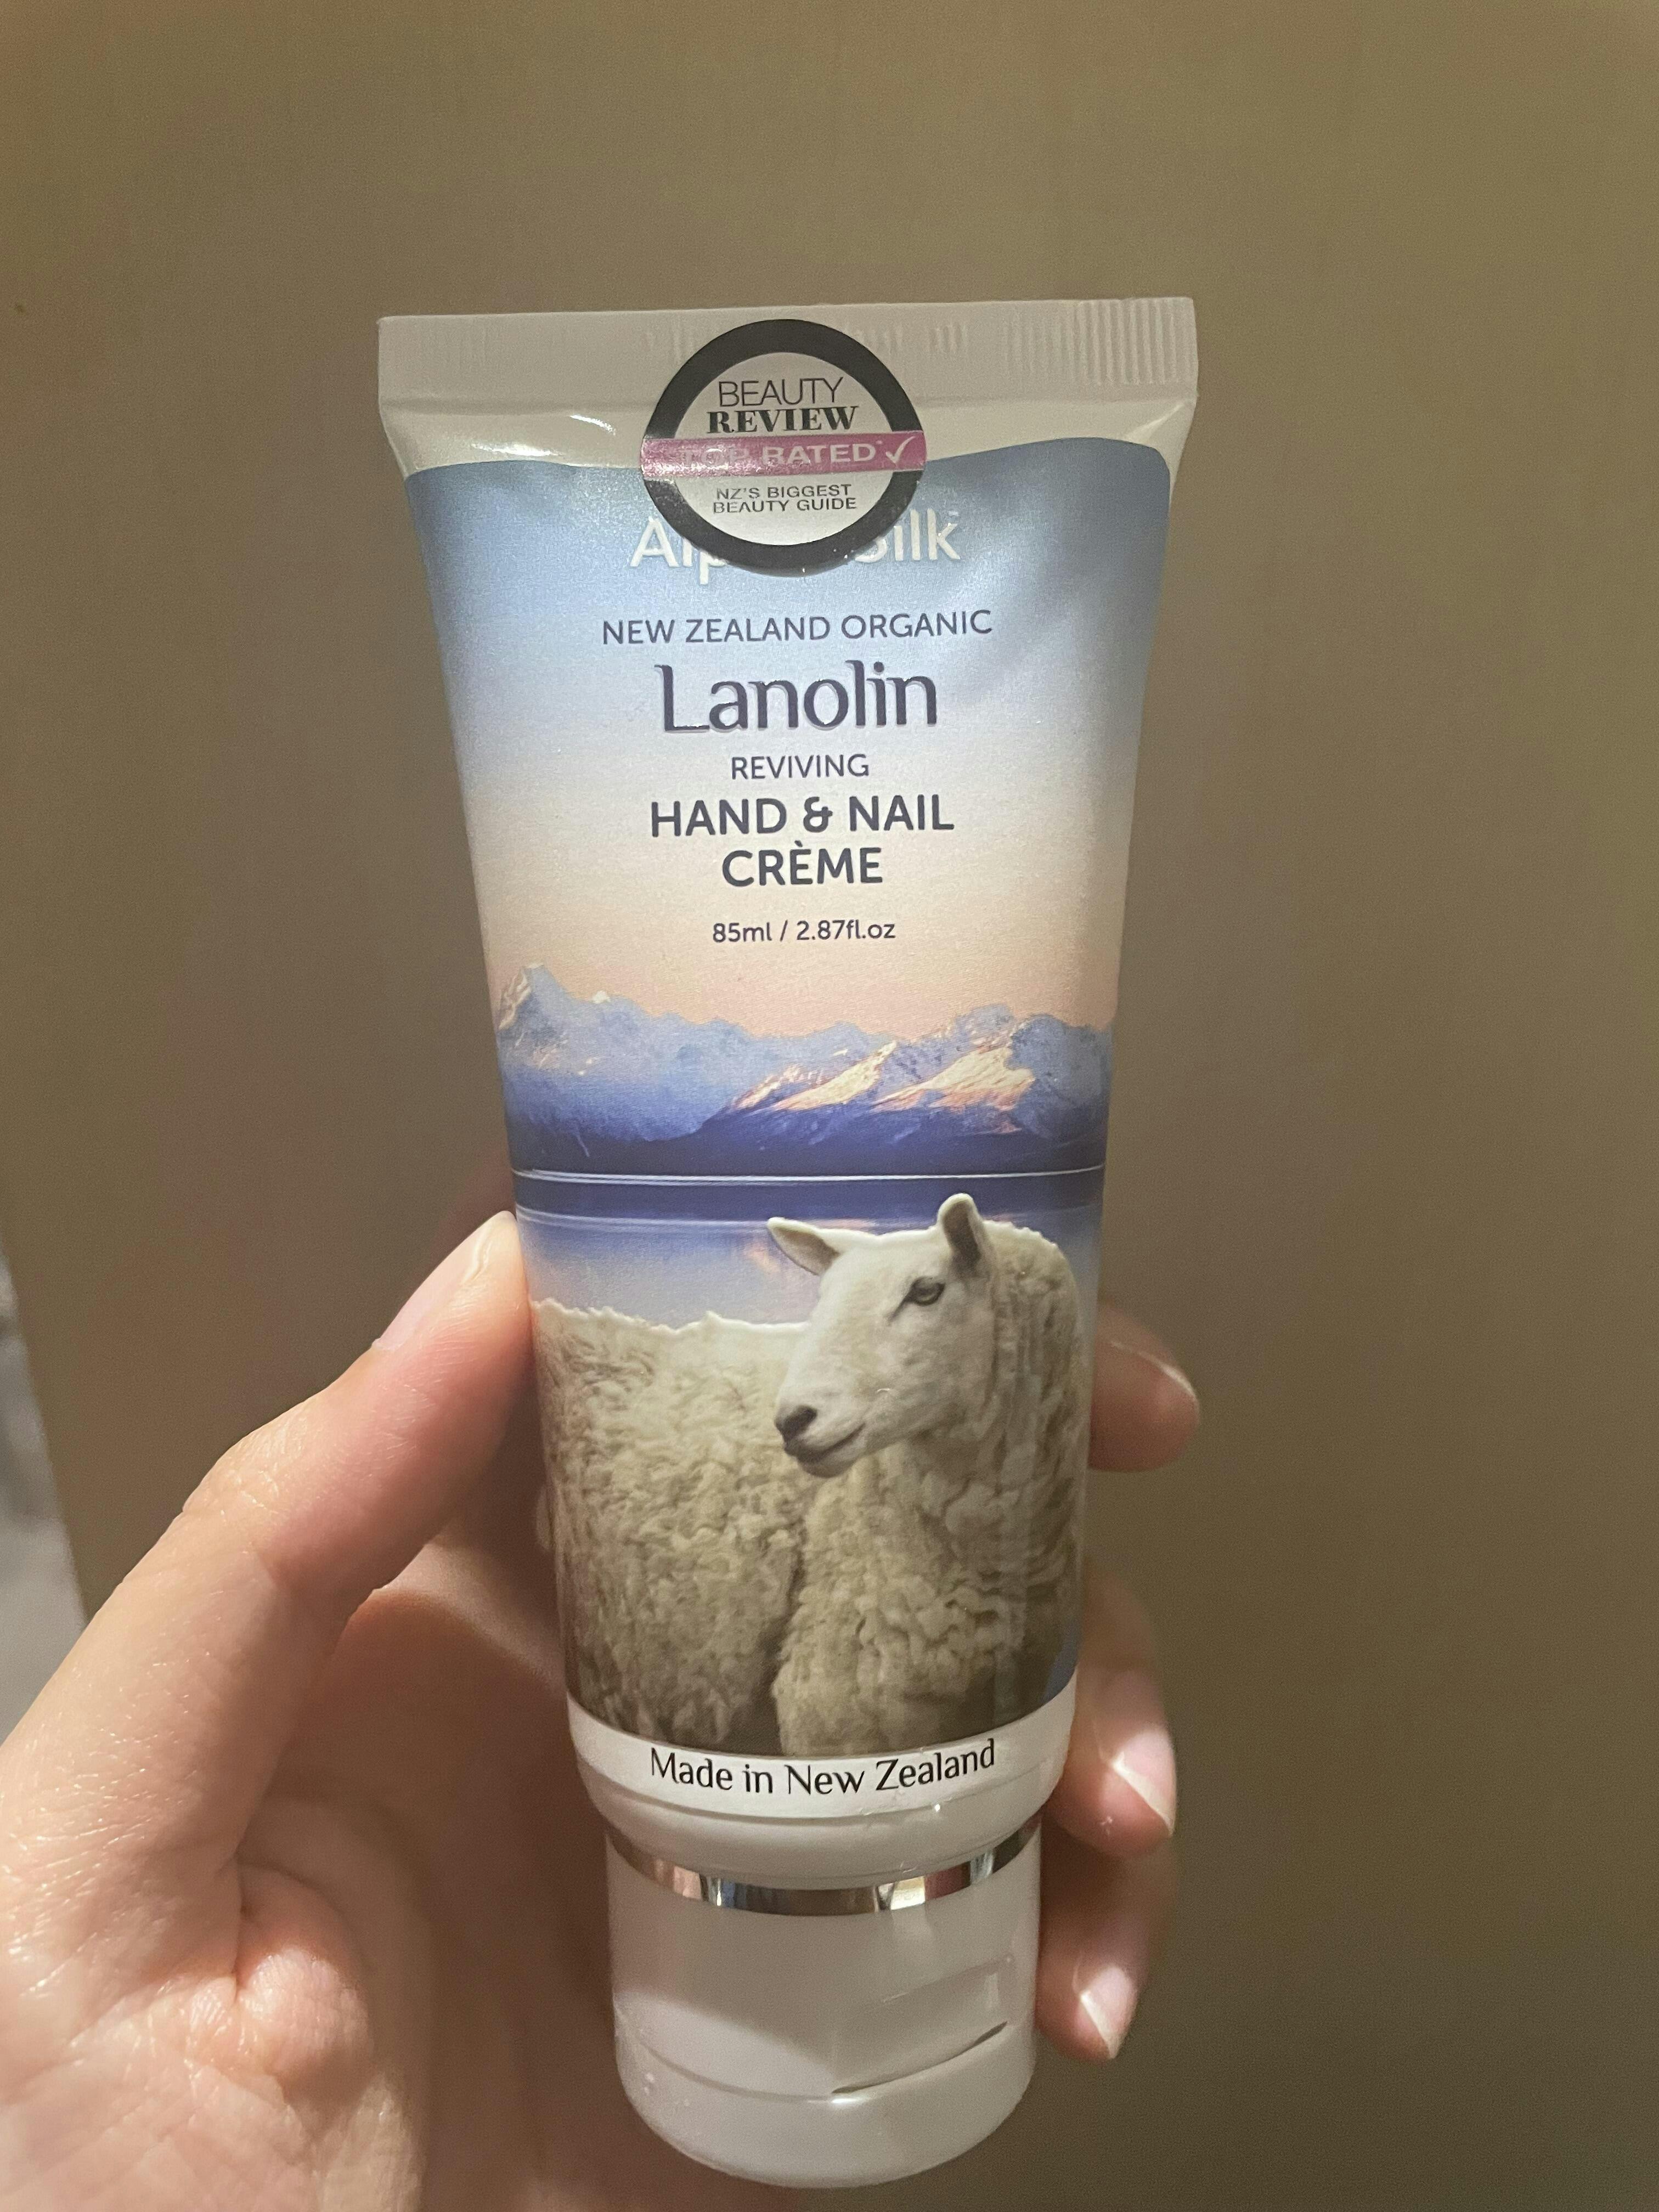 BEAUTY
REVIEW
TOP RATED
NZ'S BIGGEST
BEAUTY GUIDE
NEW ZEALAND ORGANIC
Lanolin
REVIVING
HAND & NAIL
CRÈME
85ml / 2.87fl.oz
Made in New Zealand